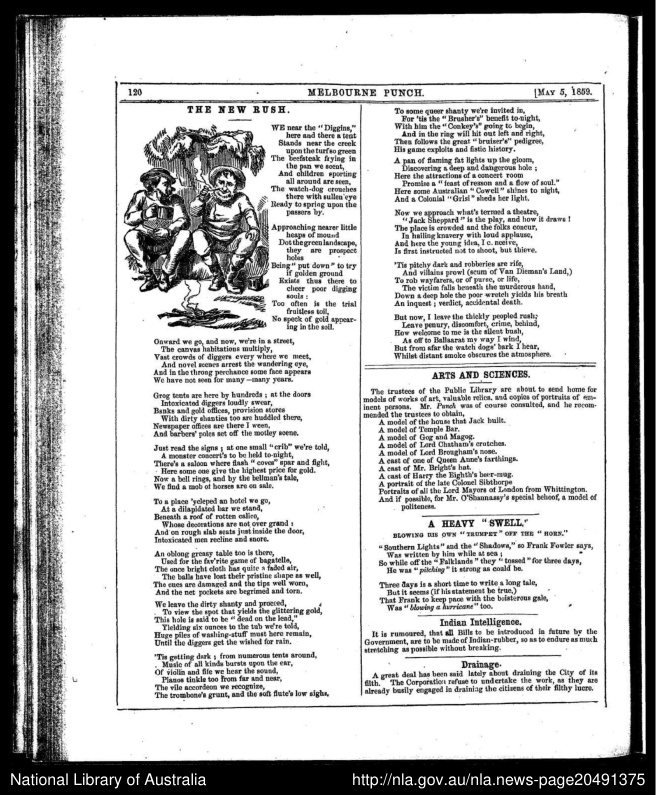 120
MELBOURNE PUNCH.
[MAY 5, 1859.
THE NEW RUSH.
WE near the "Diggings,"
here and there a tent
Stands near the creek
upon the turf so green
The beefsteak frying in
the pan we scent,
And children sporting
all around are seen,
The watch-dog crouches
there with sullen eye
Ready to spring upon the
passers by.
Approaching nearer little
heaps of mound
Dot the green landscape,
they are prospect
holes
Being "put down" to try
if golden ground
Exists thus there to
cheer poor digging
souls:
Too often is the trial
fruitless toil,
No speck of gold appear-
ing in the soil.
Onward we go, and now, we're in a street,
The canvas habitations multiply,
Vast crowds of diggers every where we meet,
And novel scenes arrest the wandering eye,
And in the throng perchance some face appears
We have not seen for many—many years.
Grog tents are here by hundreds; at the doors
Intoxicated diggers loudly swear,
Banks and gold offices, provision stores
With dirty shanties too are huddled there,
Newspaper offices are there I ween,
And barbers' poles set off the motley scene.
Just read the signs; at one small "crib" we're told,
A monster concert's to be held to-night,
There's a saloon where flash "coves" spar and fight,
Here some one give the highest price for gold.
Now a bell rings, and by the bellman's tale,
We find a mob of horses are on sale.
To a place 'ycleped an hotel we go,
At a dilapidated bar we stand,
Beneath a roof of rotten calico,
Whose decorations are not over grand:
And on rough slab seats just inside the door,
Intoxicated men recline and snore.
An oblong greasy table too is there,
Used for the fav'rite game of bagatelle,
The once bright cloth has quite a faded air,
The balls have lost their pristine shape as well,
The cues are damaged and the tips well worn,
And the net pockets are begrimed and torn.
We leave the dirty shanty and proceed,
To view the spot that yields the glittering gold,
This hole is said to be "dead on the lead,"
Yielding six ounces to the tub we're told,
Huge piles of washing-stuff must here remain,
Until the diggers get the wished for rain.
'Tis getting dark; from numerous tents around,
Music of all kinds bursts upon the ear,
Of violin and fife we hear the sound,
Pianos tinkle too from far and near,
The vile accordeon we recognize,
The trombone's grunt, and the soft flute's low sighs,
To some queer shanty we're invited in,
For 'tis the "Brusher's" benefit to-night,
With him the "Conkey's" going to begin,
And in the ring will hit out left and right,
Then follows the great "bruiser's" pedigree,
His game exploits and fistic history.
A pan of flaming fat lights up the gloom,
Discovering a deep and dangerous hole;
Here the attractions of a concert room
Promise a "feast of reason and a flow of soul."
Here some Australian "Cowell" shines to night,
And a Colonial "Grisi" sheds her light.
Now we approach what's termed a theatre,
"Jack Sheppard" is the play, and how it draws!
The place is crowded and the folks concur,
In hailing knavery with loud applause,
And here the young idea, I c nceive,
Is first instructed not to shoot, but thieve.
'Tis pitchy dark and robberies are rife,
And villains prowl (scum of Van Dieman's Land,)
To rob wayfarers, or of purse, or life,
The victim falls beneath the murderous hand,
Down a deep hole the poor wretch yields his breath
An inquest; verdict, accidental death.
But now, I leave the thickly peopled rush;
Leave penury, discomfort, crime, behind,
How welcome to me is the silent bush,
As off to Ballaarat my way I wind,
But from afar the watch dogs' bark I hear,
Whilst distant smoke obscures the atmosphere.
ARTS AND SCIENCES.
The trustees of the Public Library are about to send home for
models of works of art, valuable relics, and copies of portraits of em-
inent persons. Mr. Punch was of course consulted, and he recom-
mended the trustees to obtain,
A model of the house that Jack built.
A model of Temple Bar.
A model of Gog and Magog.
A model of Lord Chatham's crutches.
A model of Lord Brougham's nose.
A cast of one of Queen Anne's farthings.
A cast of Mr. Bright's hat.
A cast of Harry the Eighth's beer-mug.
A portrait of the late Colonel Sibthorpe
Portraits of all the Lord Mayors of London from Whittington.
And if possible, for Mr. O'Shannassy's special behoof, a model of
politeness.
A HEAVY "SWELL,"
BLOWING HIS OWN "TRUMPET" OFF THE "HORN."
"Southern Lights" and the "Shadows," so Frank Fowler says,
Was written by him while at sea;
So while off the "Falklands" they "tossed" for three days,
He was "pitching" it strong as could be.
Three days is a short time to write a long tale,
But it seems (if his statement be true,)
That Frank to keep pace with the boisterous gale,
Was "blowing a hurricane" too.
Indian Intelligence.
It is rumoured, that all Bills to be introduced in future by the
Government, are to be made of Indian-rubber, so as to endure as much
stretching as possible without breaking.
Drainage.
A great deal has been said lately about draining the City of its
filth. The Corporation refuse to undertake the work, as they are
already busily engaged in draining the citizens of their filthy lucre.
National Library of Australia
http://nla.gov.au/nla.news-page20491375